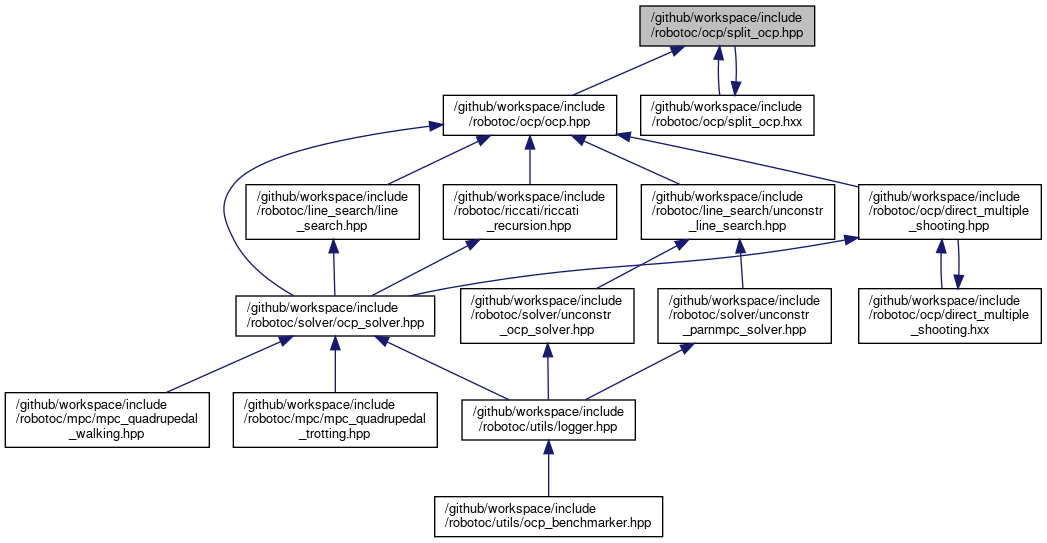 /github/workspace/include
/robotoc/ocp/split_ocp.hpp
/github/workspace/include
/robotoc/ocp/ocp.hpp
/github/workspace/include
/robotoc/ocp/split_ocp.hxx
/github/workspace/include
/robotoc/line_search/line
_search.hpp
/github/workspace/include
/robotoc/riccati/riccati
_recursion.hpp
/github/workspace/include
/robotoc/line_search/unconstr
_line_search.hpp
/github/workspace/include
/robotoc/ocp/direct_multiple
_shooting.hpp
/github/workspace/include
/robotoc/solver/ocp_solver.hpp
/github/workspace/include
/robotoc/solver/unconstr
_ocp_solver.hpp
/github/workspace/include
/robotoc/solver/unconstr
_parnmpc_solver.hpp
/github/workspace/include
/robotoc/ocp/direct_multiple
_shooting.hxx
/github/workspace/include
/robotoc/mpc/mpc_quadrupedal
_walking.hpp
/github/workspace/include
/robotoc/mpc/mpc_quadrupedal
_trotting.hpp
/github/workspace/include
/robotoc/utils/logger.hpp
/github/workspace/include
/robotoc/utils/ocp_benchmarker.hpp